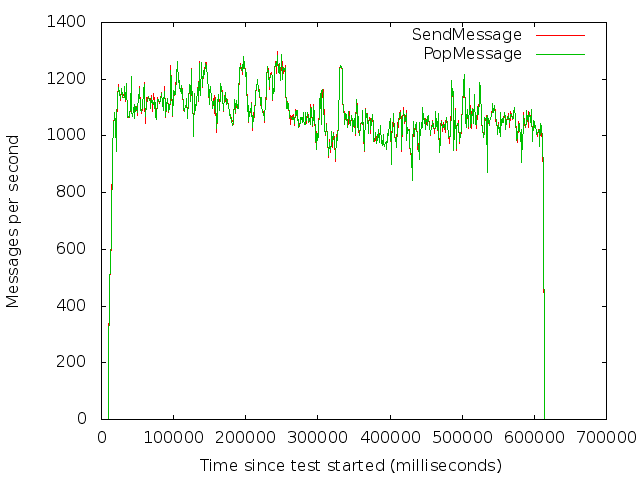 1400
1200
1000
800
600
400
200
0
Messages per second
SendMessage
PopMessage
0 100000 200000 300000 400000 500000 600000 700000
Time since test started (milliseconds)